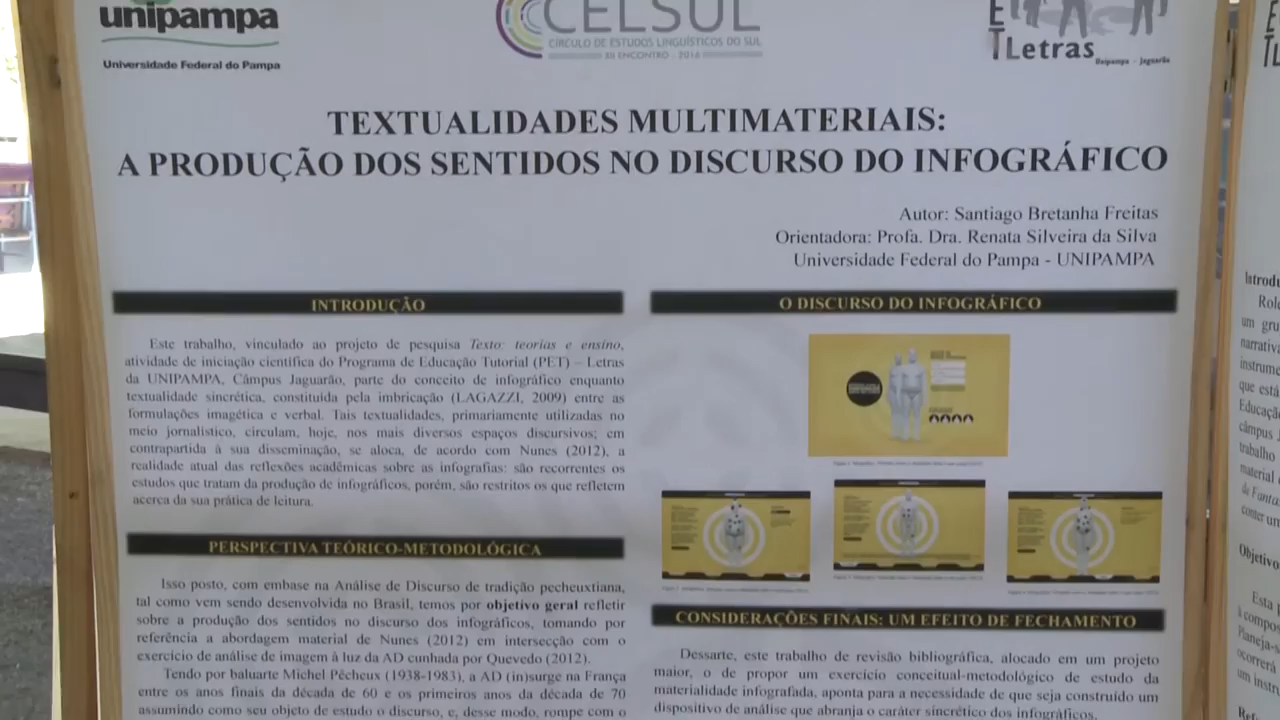 unipampa
Universidade Federal do Pampa
CELSUL
CÍRCULO DE ESTUDOS LINGUÍSTICOS DO SUL
XII ENCONTRO - 2016
Letras
Unipampa - Jaguarão
TEXTUALIDADES MULTIMATERIAIS:
A PRODUÇÃO DOS SENTIDOS NO DISCURSO DO INFOGRÁFICO
Autor: Santiago Bretanha Freitas
Orientadora: Profa. Dra. Renata Silveira da Silva
Universidade Federal do Pampa - UNIPAMPA
INTRODUÇÃO
Este trabalho, vinculado ao projeto de pesquisa Texto: teorias e ensino,
atividade de iniciação científica do Programa de Educação Tutorial (PET) – Letras
da UNIPAMPA, Câmpus Jaguarão, parte do conceito de infográfico enquanto
textualidade sincrética, constituída pela imbricação (LAGAZZI, 2009) entre as
formulações imagética e verbal. Tais textualidades, primariamente utilizadas no
meio jornalístico, circulam, hoje, nos mais diversos espaços discursivos; em
contrapartida à sua disseminação, se aloca, de acordo com Nunes (2012), a
realidade atual das reflexões acadêmicas sobre as infografias: são recorrentes os
estudos que tratam da produção de infográficos, porém, são restritos os que refletem
acerca da sua prática de leitura.
PERSPECTIVA TEÓRICO-METODOLÓGICA
Isso posto, com embase na Análise de Discurso de tradição pecheuxtiana,
tal como vem sendo desenvolvida no Brasil, temos por objetivo geral refletir
sobre a produção dos sentidos no discurso dos infográficos, tomando por
referência a abordagem material de Nunes (2012) em intersecção com o
exercício de análise de imagem à luz da AD cunhada por Quevedo (2012).
Tendo por baluarte Michel Pêcheux (1938-1983), a AD (in)surge na França
entre os anos finais da década de 60 e os primeiros anos da década de 70
assumindo como seu objeto de estudo o discurso, e, desse modo, rompe com o
O DISCURSO DO INFOGRÁFICO
CONSIDERAÇÕES FINAIS: UM EFEITO DE FECHAMENTO
Dessarte, este trabalho de revisão bibliográfica, alocado em um projeto
maior, o de propor um exercício conceitual-metodológico de estudo da
materialidade infografada, aponta para a necessidade de que seja construído um
dispositivo de análise que abranja o caráter sincrético dos infográficos.
Introdu
Role
um gru
narrativa
instrume
que está
Educaçã
câmpus J
trabalho
material d
de Fanta
conter um
Objetivo
Esta p
à compos
Planeja-s
ocorrerá
um instr